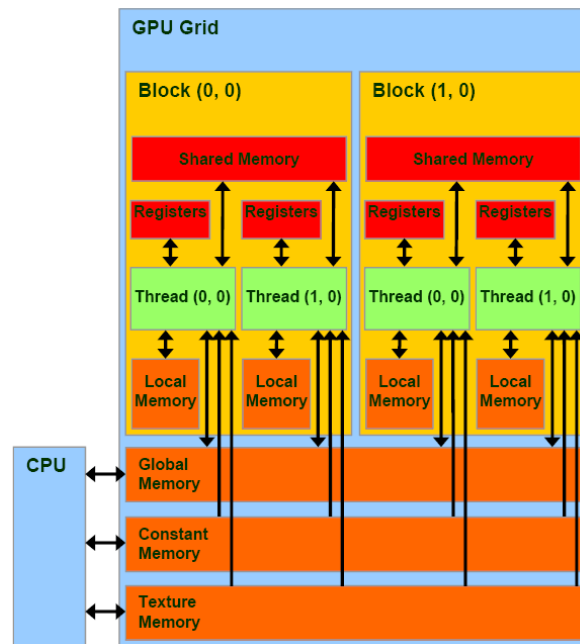 GPU Grid
Block (0, 0)
Block (1, 0)
Shared Memory
Shared Memory
Registers
Registers
Registers
Registers
Thread (0, 0)
Thread (1, 0)
Thread (0, 0)
Thread (1, 0)
Local
Memory
Local
Memory
Local
Memory
Local
Memory
CPU
Global
Memory
Constant
Memory
Texture
Memory